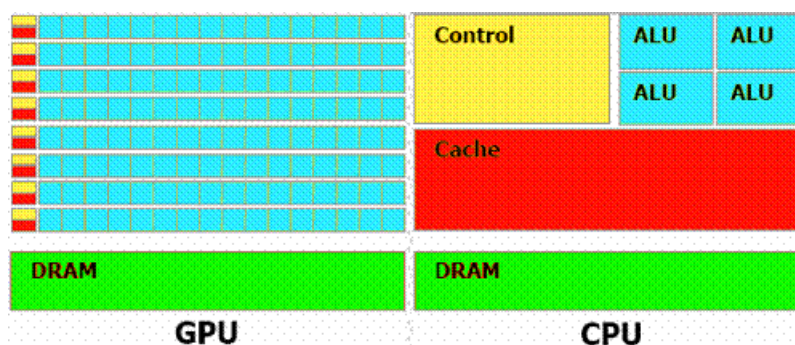 Control
ALU ALU
ALU ALU
Cache
DRAM
DRAM
GPU
CPU